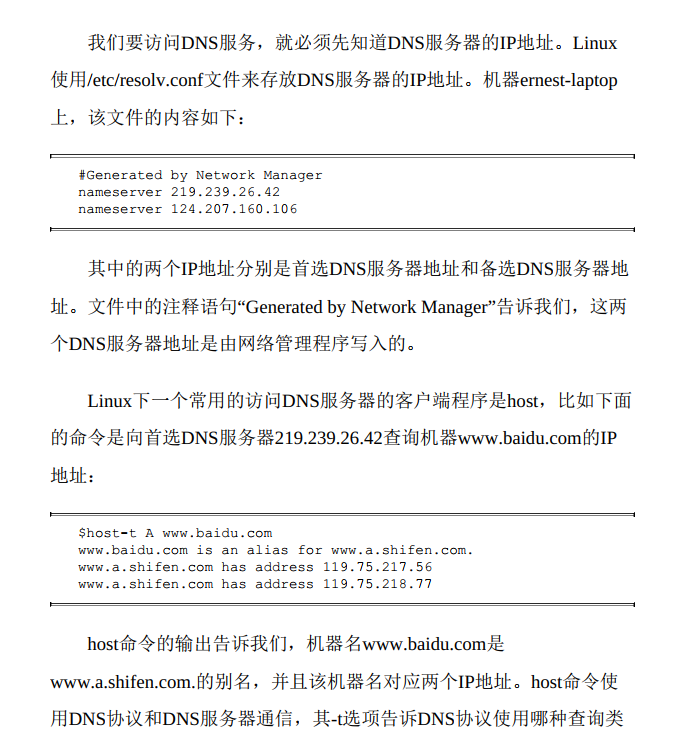 我们要访问DNS服务，就必须先知道DNS服务器的IP地址。Linux
使用/etc/resolv.conf文件来存放DNS服务器的IP地址。机器ernest-laptop
上，该文件的内容如下：
#Generated by Network Manager
nameserver 219.239.26.42
nameserver 124.207.160.106
其中的两个IP地址分别是首选DNS服务器地址和备选DNS服务器地
址。文件中的注释语句“Generated by Network Manager”告诉我们，这两
个DNS服务器地址是由网络管理程序写入的。
Linux下一个常用的访问DNS服务器的客户端程序是host，比如下面
的命令是向首选DNS服务器219.239.26.42查询机器www.baidu.com的IP
地址：
$host-t A www.baidu.com
www.baidu.com is an alias for www.a.shifen.com.
www.a.shifen.com has address 119.75.217.56
www.a.shifen.com has address 119.75.218.77
host命令的输出告诉我们，机器名www.baidu.com是
www.a.shifen.com.的别名，并且该机器名对应两个IP地址。host命令使
用DNS协议和DNS服务器通信，其-t选项告诉DNS协议使用哪种查询类